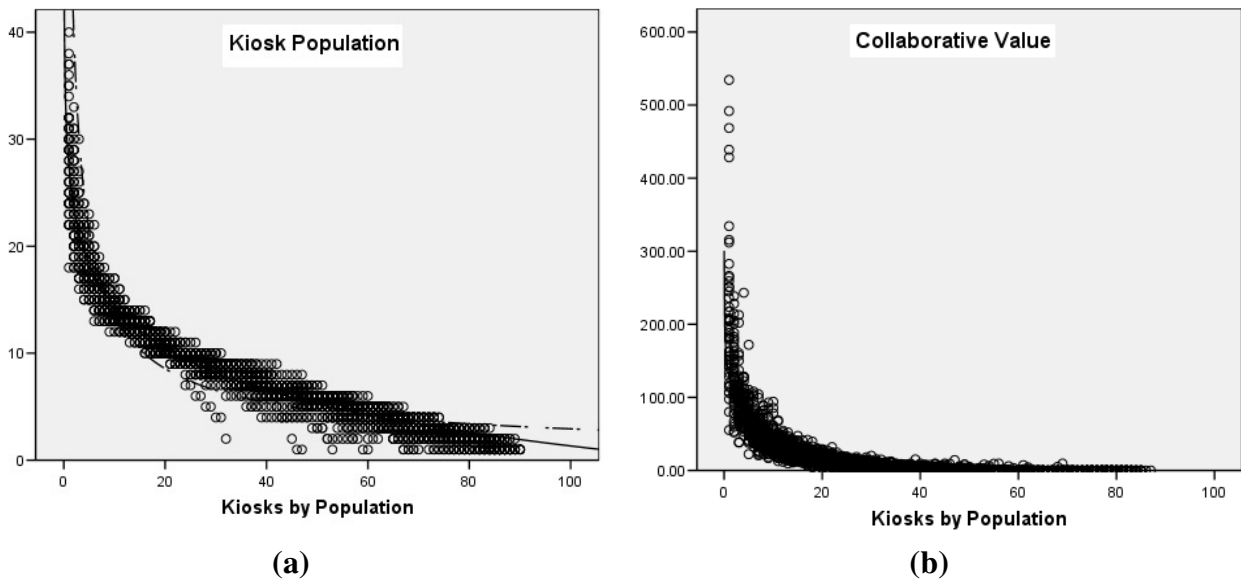 Kiosk Population
40
30
20
10
0
0 20 40 60 80 100
Kiosks by Population
(a)
Collaborative Value
600.00
500.00
400.00
300.00
200.00
100.00
0.00
0 20 40 60 80 100
Kiosks by Population
(b)